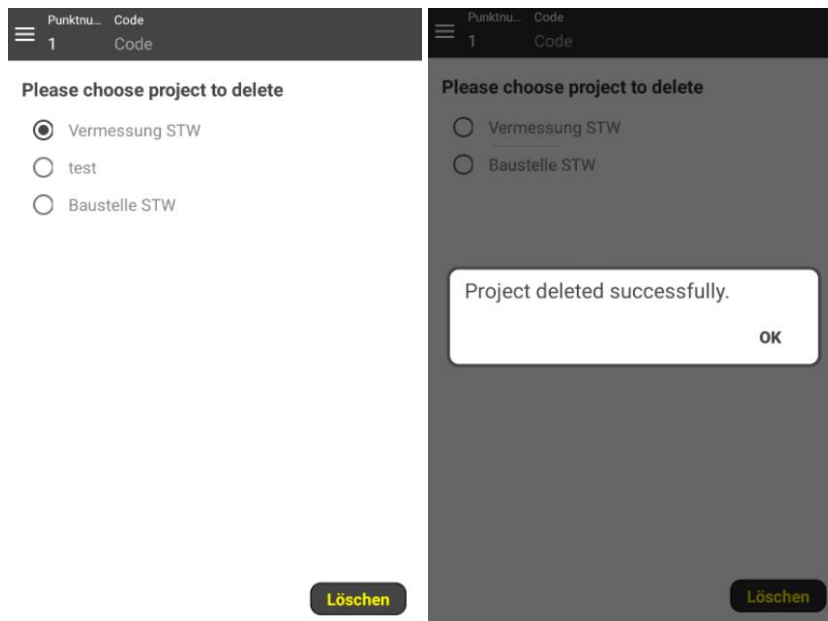 Punktnu... Code
1 Code
Please choose project to delete
Vermessung STW
test
Baustelle STW
Löschen
Punktnu... Code
1 Code
Please choose project to delete
Vermessung STW
Baustelle STW
Project deleted successfully.
OK
Löschen